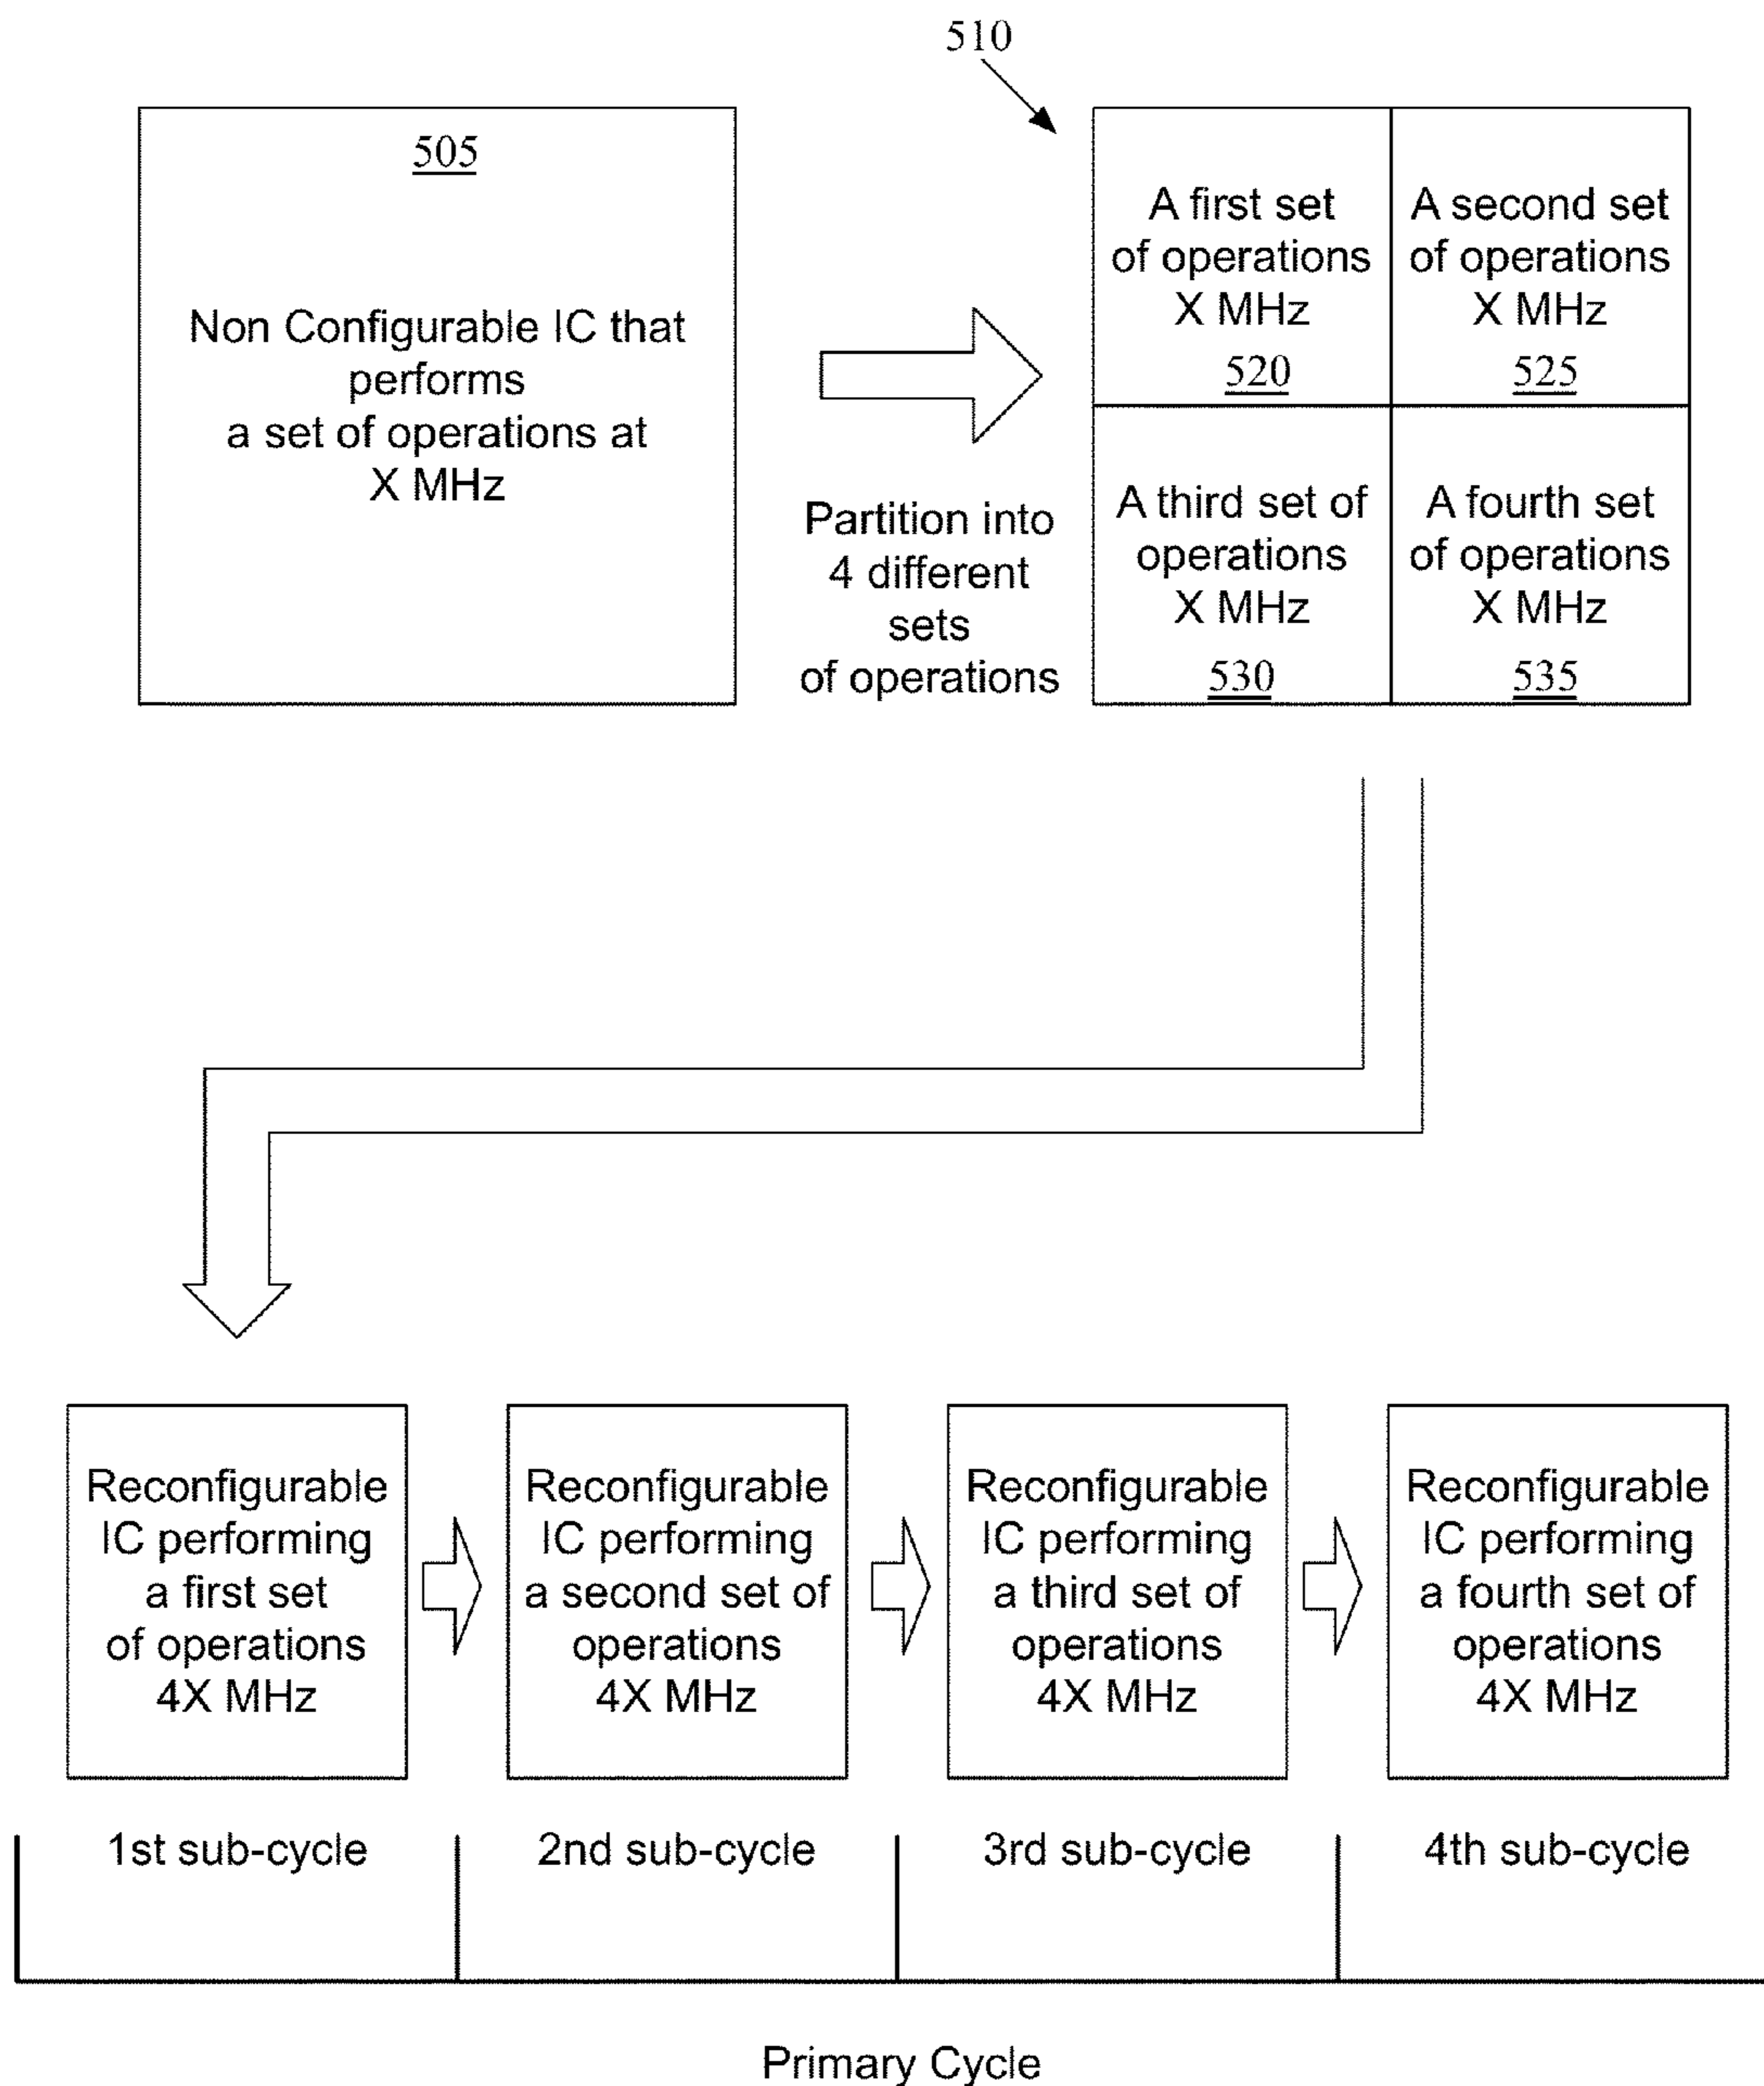 510
505
Non Configurable IC that
performs
a set of operations at
X MHz
Partition into
4 different
sets
of operations
A first set
of operations
X MHz
520
A second set
of operations
X MHz
525
A third set of
operations
X MHz
530
A fourth set
of operations
X MHz
535
Reconfigurable
IC performing
a first set
of operations
4X MHz
Reconfigurable
IC performing
a second set of
operations
4X MHz
Reconfigurable
IC performing
a third set of
operations
4X MHz
Reconfigurable
IC performing
a fourth set of
operations
4X MHz
1st sub-cycle
2nd sub-cycle
3rd sub-cycle
4th sub-cycle
Primary Cycle